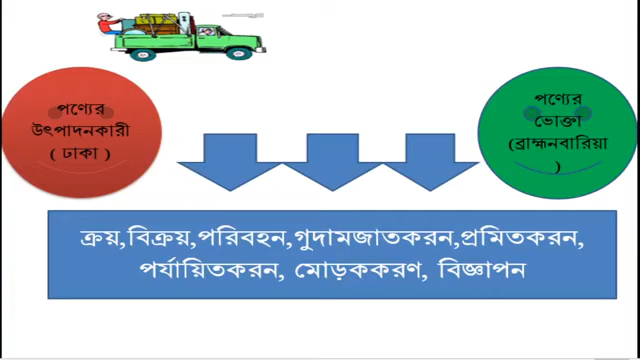 পণ্যের
উৎপাদনকারী
( ঢাকা )
পণ্যের
ভোক্তা
(ব্রাহ্মনবারিয়া
)
ক্রয়,বিক্রয়,পরিবহন,গুদামজাতকরন,প্রমিতকরন,
পর্যায়িতকরন, মোড়ককরণ, বিজ্ঞাপন